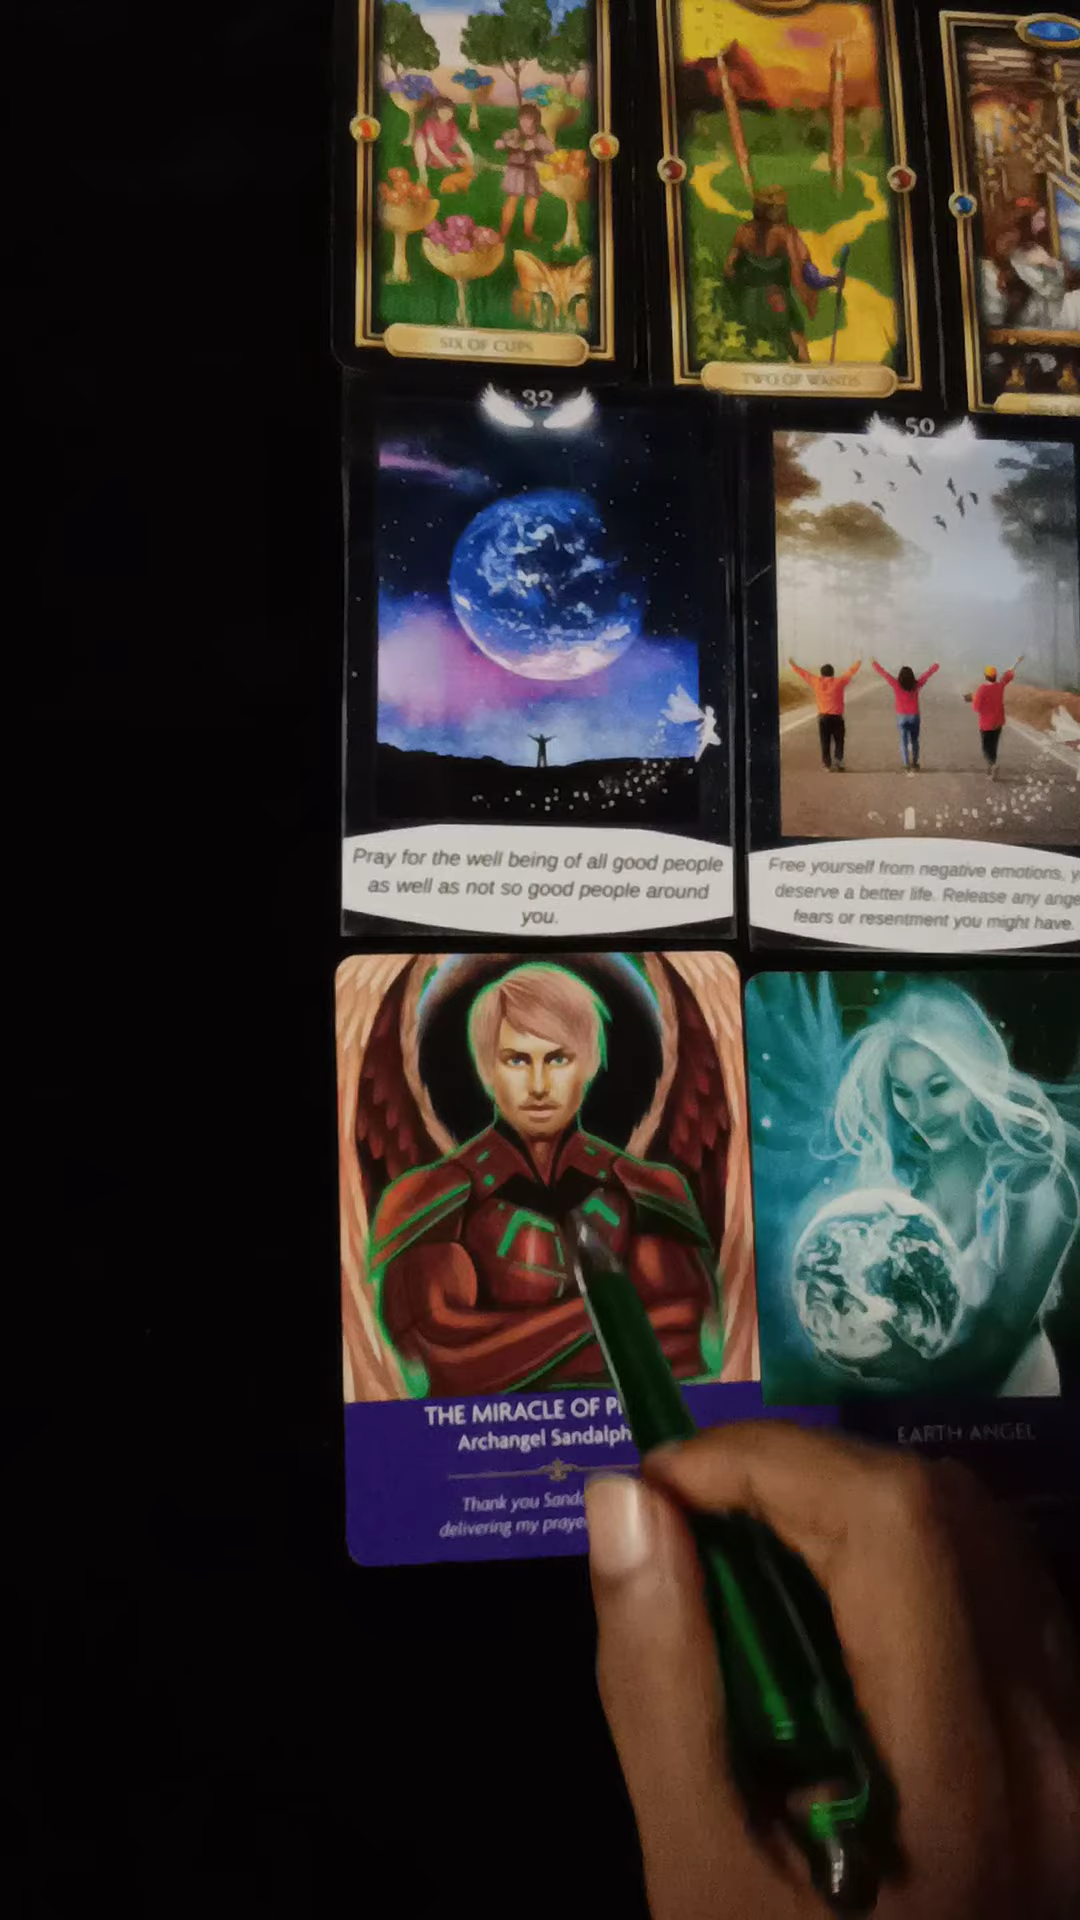 SIX OF CUPS
TWO OF WANDS
32
50
Pray for the well being of all good people
as well as not so good people around
you.
Free yourself from negative emotions,
deserve a better life. Release any
fears or resentment you might have.
THE MIRACLE OF
Archangel
Thank you
delivering my
EARTH ANGEL